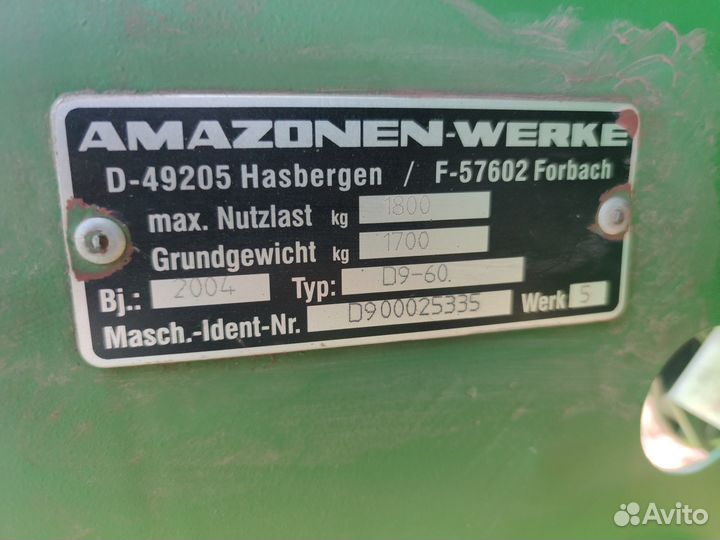 AMAZONEN-WERKE
D-49205 Hasbergen / F-57602 Forbach
max. Nutzlast kg 1800
Grundgewicht kg 1700
Bj.: 2004 Typ: D9-60.
Masch.-Ident-Nr. D900025335 Werk: 5
Avito